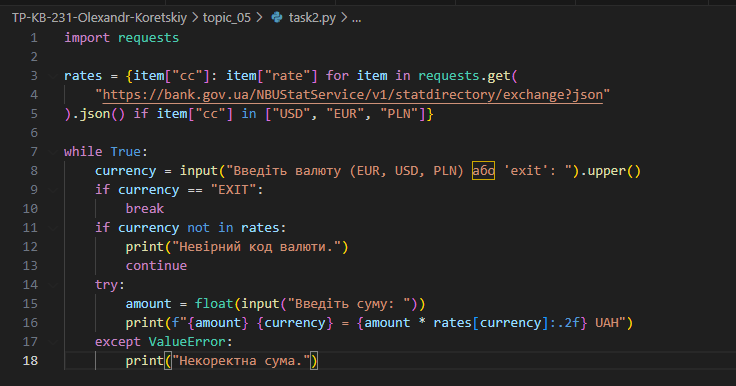 TP-KB-231-Olexandr-Koretskiy > topic_05 > task2.py > ...
1 import requests
2
3 rates = {item["cc"]: item["rate"] for item in requests.get(
4     "https://bank.gov.ua/NBUStatService/v1/statdirectory/exchange?json"
5 ).json() if item["cc"] in ["USD", "EUR", "PLN"]}
6
7 while True:
8     currency = input("Введіть валюту (EUR, USD, PLN) або 'exit': ").upper()
9     if currency == "EXIT":
10         break
11     if currency not in rates:
12         print("Невірний код валюти.")
13         continue
14     try:
15         amount = float(input("Введіть суму: "))
16         print(f"{amount} {currency} = {amount * rates[currency]:.2f} UAH")
17     except ValueError:
18         print("Некоректна сума.")